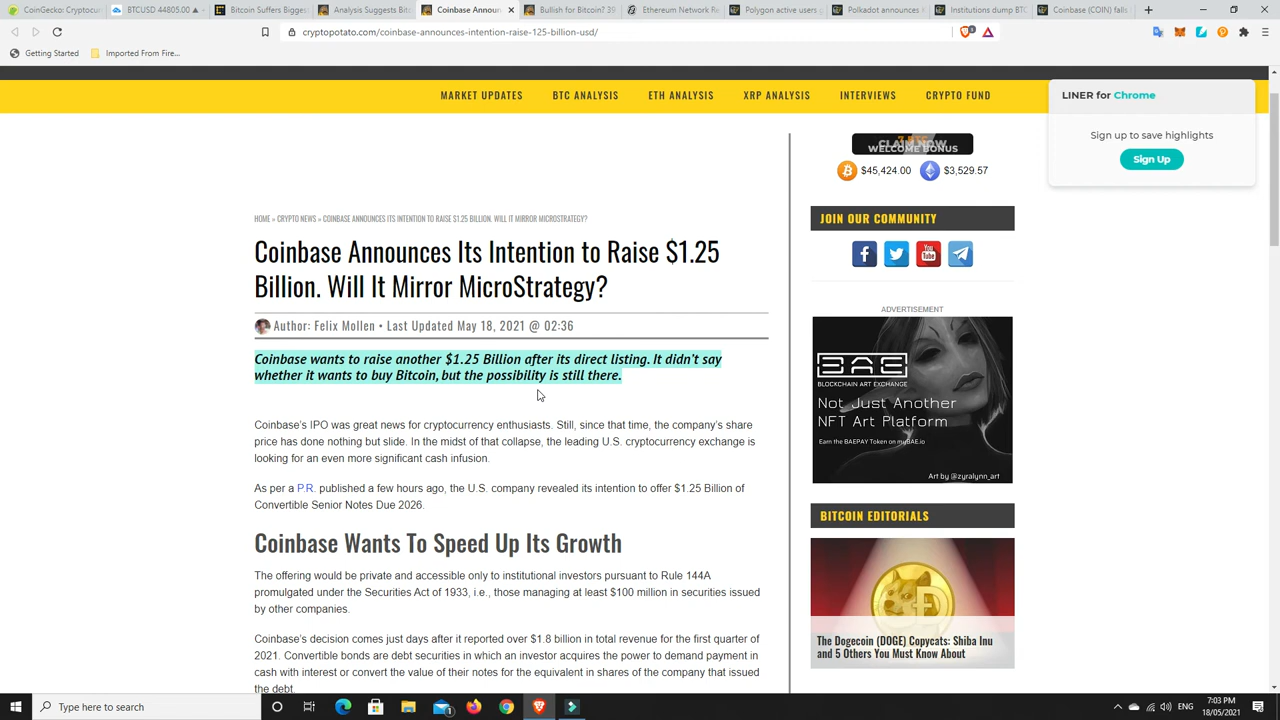 CoinGecko: Cryptocurr
BTCUSD 44805.00 ▲
Bitcoin Suffers Bigges
Analysis Suggests Bitc
Coinbase Announ
Bullish for Bitcoin? 39
Ethereum Network Re
Polygon active users g
Polkadot announces
Institutions dump BTC
Coinbase (COIN) falls
cryptopotato.com/coinbase-announces-intention-raise-125-billion-usd/
Getting Started
Imported From Fire...
MARKET UPDATES
BTC ANALYSIS
ETH ANALYSIS
XRP ANALYSIS
INTERVIEWS
CRYPTO FUND
LINER for Chrome
Sign up to save highlights
Sign Up
CLAIM NOW
WELCOME BONUS
$45,424.00
$3,529.57
HOME » CRYPTO NEWS » COINBASE ANNOUNCES ITS INTENTION TO RAISE $1.25 BILLION. WILL IT MIRROR MICROSTRATEGY?
Coinbase Announces Its Intention to Raise $1.25
Billion. Will It Mirror MicroStrategy?
Author: Felix Mollen • Last Updated May 18, 2021 @ 02:36
Coinbase wants to raise another $1.25 Billion after its direct listing. It didn't say
whether it wants to buy Bitcoin, but the possibility is still there.
Coinbase's IPO was great news for cryptocurrency enthusiasts. Still, since that time, the company's share
price has done nothing but slide. In the midst of that collapse, the leading U.S. cryptocurrency exchange is
looking for an even more significant cash infusion.
As per a P.R. published a few hours ago, the U.S. company revealed its intention to offer $1.25 Billion of
Convertible Senior Notes Due 2026.
Coinbase Wants To Speed Up Its Growth
The offering would be private and accessible only to institutional investors pursuant to Rule 144A
promulgated under the Securities Act of 1933, i.e., those managing at least $100 million in securities issued
by other companies.
Coinbase's decision comes just days after it reported over $1.8 billion in total revenue for the first quarter of
2021. Convertible bonds are debt securities in which an investor acquires the power to demand payment in
cash with interest or convert the value of their notes for the equivalent in shares of the company that issued
the debt.
JOIN OUR COMMUNITY
You
Tube
ADVERTISEMENT
BAE
BLOCKCHAIN ART EXCHANGE
Not Just Another
NFT Art Platform
Earn the BAEPAY Token on myBAE.io
Art by @zyralynn_art
BITCOIN EDITORIALS
The Dogecoin (DOGE) Copycats: Shiba Inu
and 5 Others You Must Know About
Type here to search
ENG
7:03 PM
18/05/2021